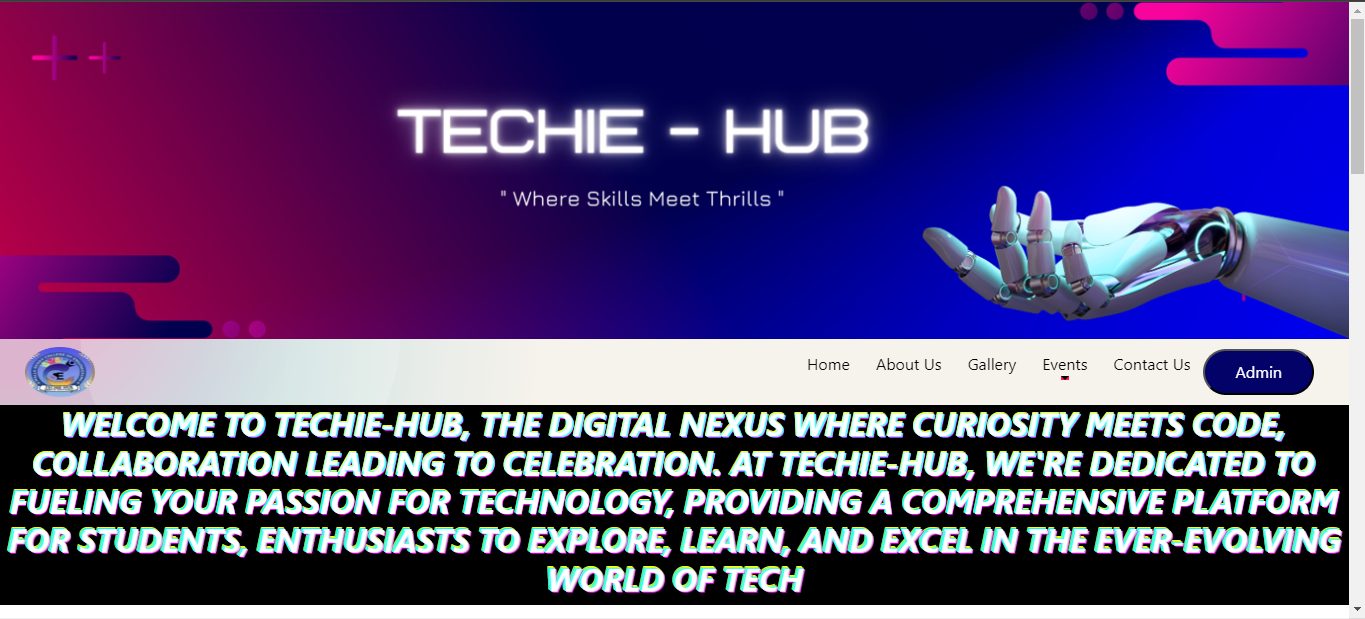 TECHIE - HUB
" Where Skills Meet Thrills "
Home About Us Gallery Events Contact Us Admin
WELCOME TO TECHIE-HUB, THE DIGITAL NEXUS WHERE CURIOSITY MEETS CODE,
COLLABORATION LEADING TO CELEBRATION. AT TECHIE-HUB, WE'RE DEDICATED TO
FUELING YOUR PASSION FOR TECHNOLOGY, PROVIDING A COMPREHENSIVE PLATFORM
FOR STUDENTS, ENTHUSIASTS TO EXPLORE, LEARN, AND EXCEL IN THE EVER-EVOLVING
WORLD OF TECH